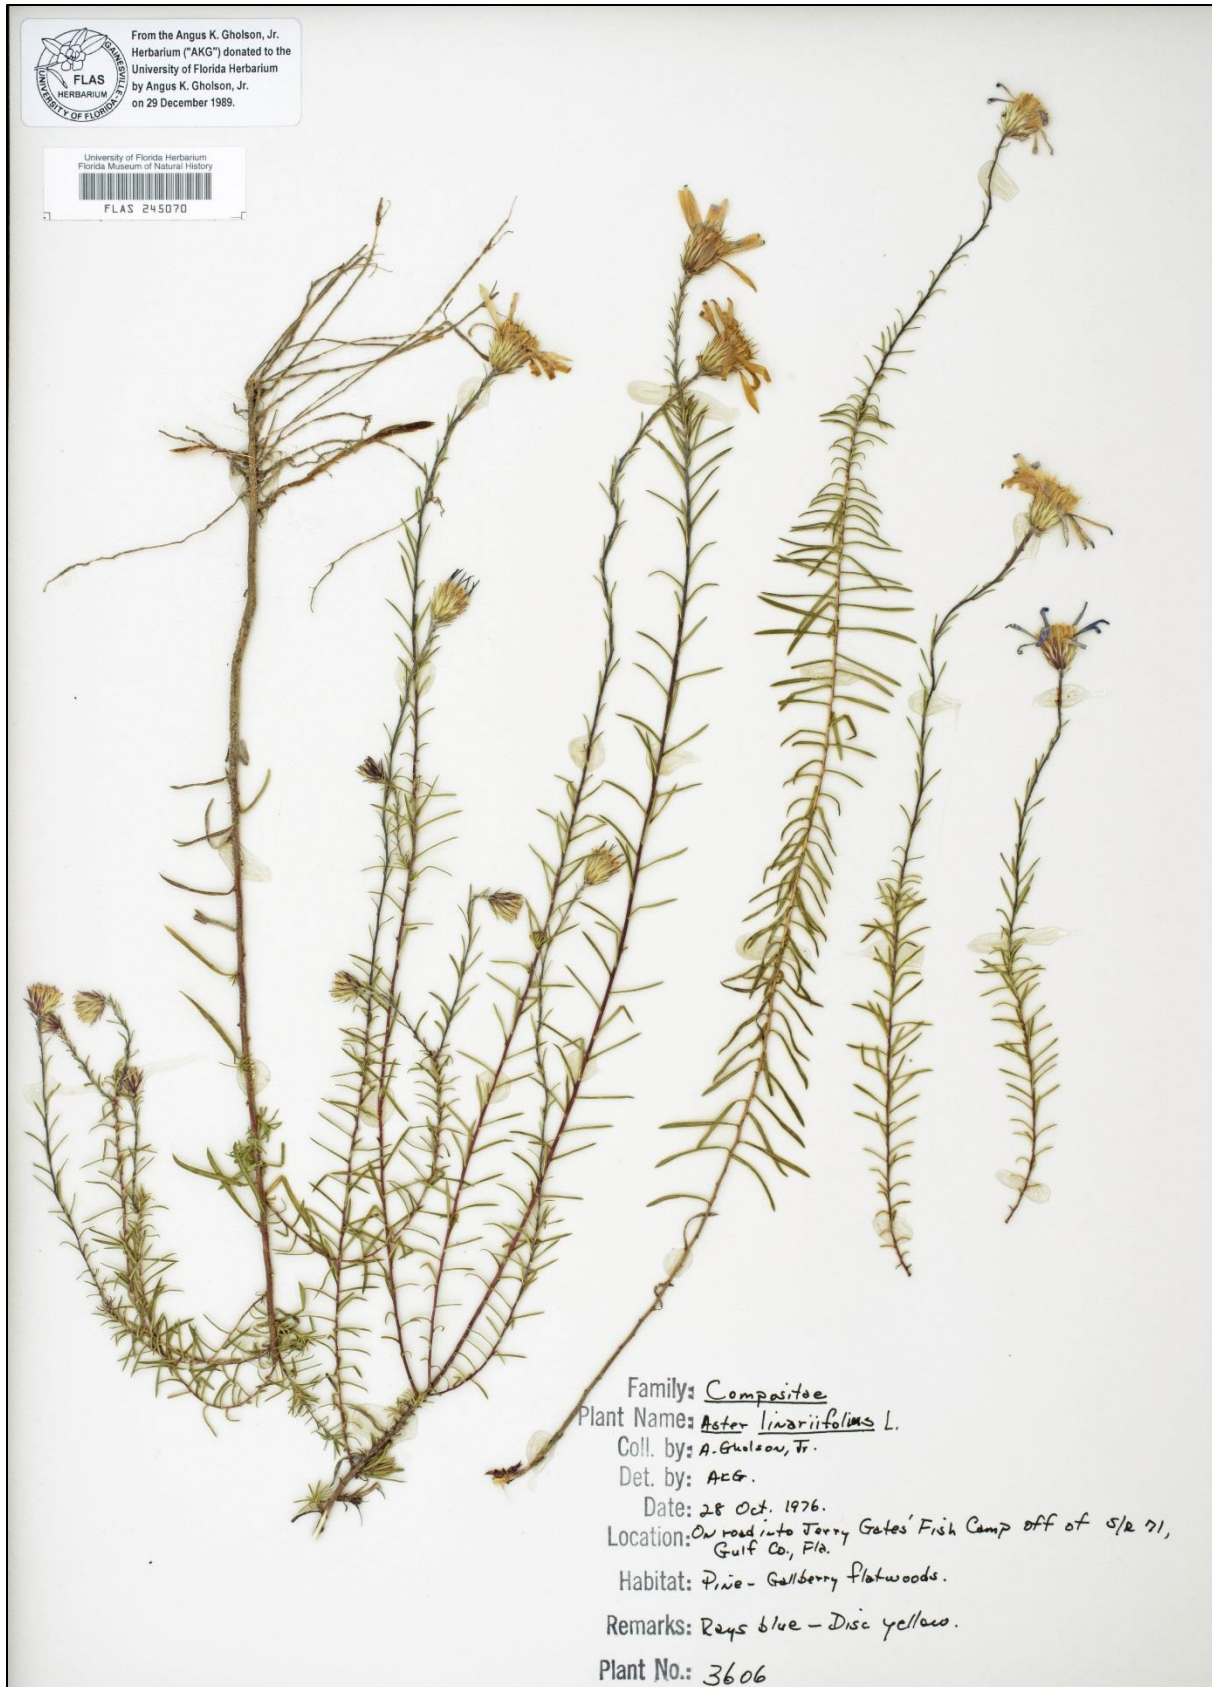 From the Angus K. Gholson, Jr.
Herbarium ("AKG") donated to the
University of Florida Herbarium
by Angus K. Gholson, Jr.
on 29 December 1989.
FLAS
HERBARIUM
UNIVERSITY OF FLORIDA - GAINESVILLE
University of Florida Herbarium
Florida Museum of Natural History
FLAS 245070
Family: Compositae
Plant Name: Aster linariifolius L.
Coll. by: A. Gholson, Jr.
Det. by: AKG.
Date: 28 Oct. 1976.
Location: On road into Jerry Gates' Fish Camp off of S/R 71,
Gulf Co., Fla.
Habitat: Pine - Gallberry flatwoods.
Remarks: Rays blue - Disc yellow.
Plant No.: 3606